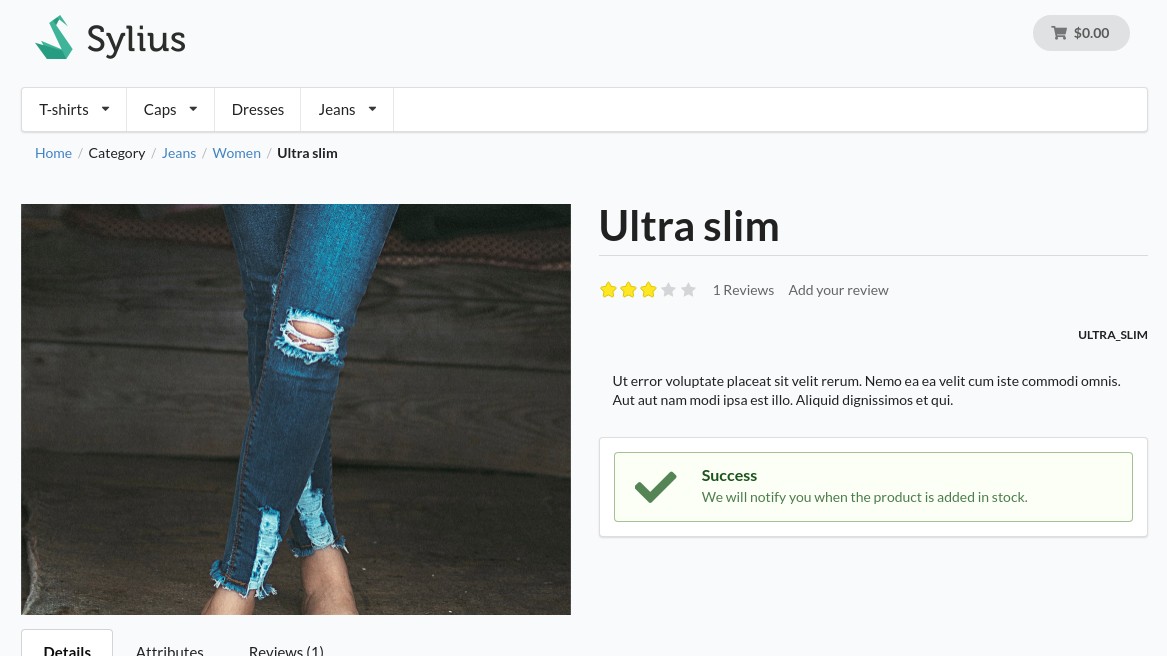 Sylius
$0.00
T-shirts
Caps
Dresses
Jeans
Home / Category / Jeans / Women / Ultra slim
Ultra slim
1 Reviews Add your review
ULTRA_SLIM
Ut error voluptate placeat sit velit rerum. Nemo ea ea velit cum iste commodi omnis.
Aut aut nam modi ipsa est illo. Aliquid dignissimos et qui.
Success
We will notify you when the product is added in stock.
Details
Attributes
Reviews (1)